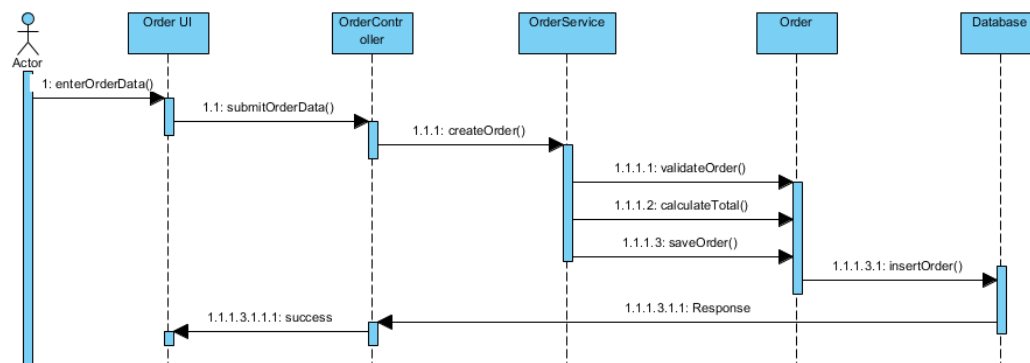 Order UI
OrderContr
oller
OrderService
Order
Database
Actor
1: enterOrderData()
1.1: submitOrderData()
1.1.1: createOrder()
1.1.1.1: validateOrder()
1.1.1.2: calculateTotal()
1.1.1.3: saveOrder()
1.1.1.3.1: insertOrder()
1.1.1.3.1.1: Response
1.1.1.3.1.1.1: success